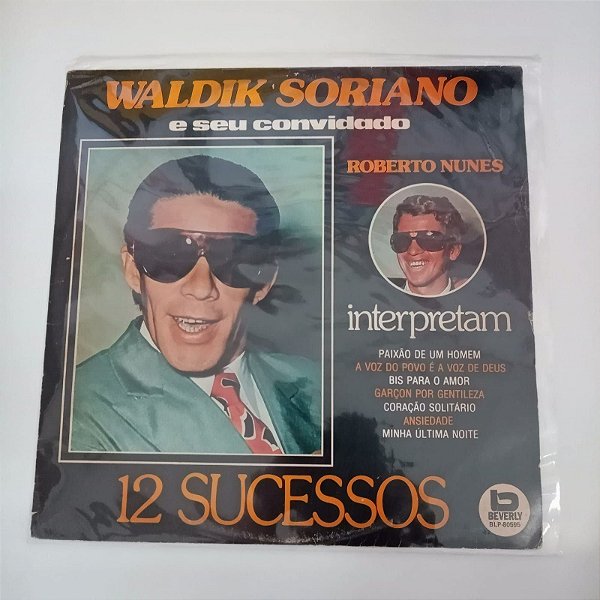 WALDIK SORIANO
e seu convidado
ROBERTO NUNES
interpretam
PAIXÃO DE UM HOMEM
A VOZ DO POVO É A VOZ DE DEUS
BIS PARA O AMOR
GARÇON POR GENTILEZA
CORAÇÃO SOLITÁRIO
ANSIEDADE
MINHA ÚLTIMA NOITE
12 SUCESSOS
b
BEVERLY
BLP-80595